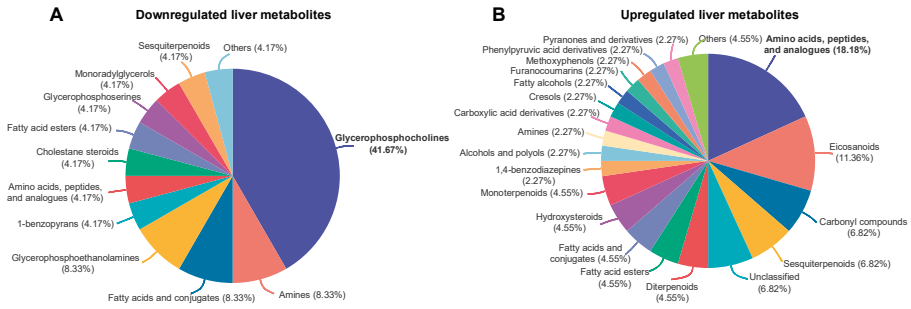 A
Downregulated liver metabolites
Sesquiterpenoids
(4.17%)
Others (4.17%)
Monoradylglycerols
(4.17%)
Glycerophosphoserines
(4.17%)
Fatty acid esters (4.17%)
Cholestane steroids
(4.17%)
Amino acids, peptides,
and analogues (4.17%)
1-benzopyrans (4.17%)
Glycerophosphoethanolamines
(8.33%)
Fatty acids and conjugates (8.33%)
Amines (8.33%)
Glycerophosphocholines
(41.67%)
B
Upregulated liver metabolites
Pyranones and derivatives (2.27%)
Phenylpyruvic acid derivatives (2.27%)
Methoxyphenols (2.27%)
Furanocoumarins (2.27%)
Fatty alcohols (2.27%)
Cresols (2.27%)
Carboxylic acid derivatives (2.27%)
Amines (2.27%)
Alcohols and polyols (2.27%)
1,4-benzodiazepines
(2.27%)
Monoterpenoids (4.55%)
Hydroxysteroids
(4.55%)
Fatty acids and
conjugates (4.55%)
Fatty acid esters
(4.55%)
Diterpenoids
(4.55%)
Unclassified
(6.82%)
Sesquiterpenoids (6.82%)
Carbonyl compounds
(6.82%)
Eicosanoids
(11.36%)
Amino acids, peptides,
and analogues (18.18%)
Others (4.55%)